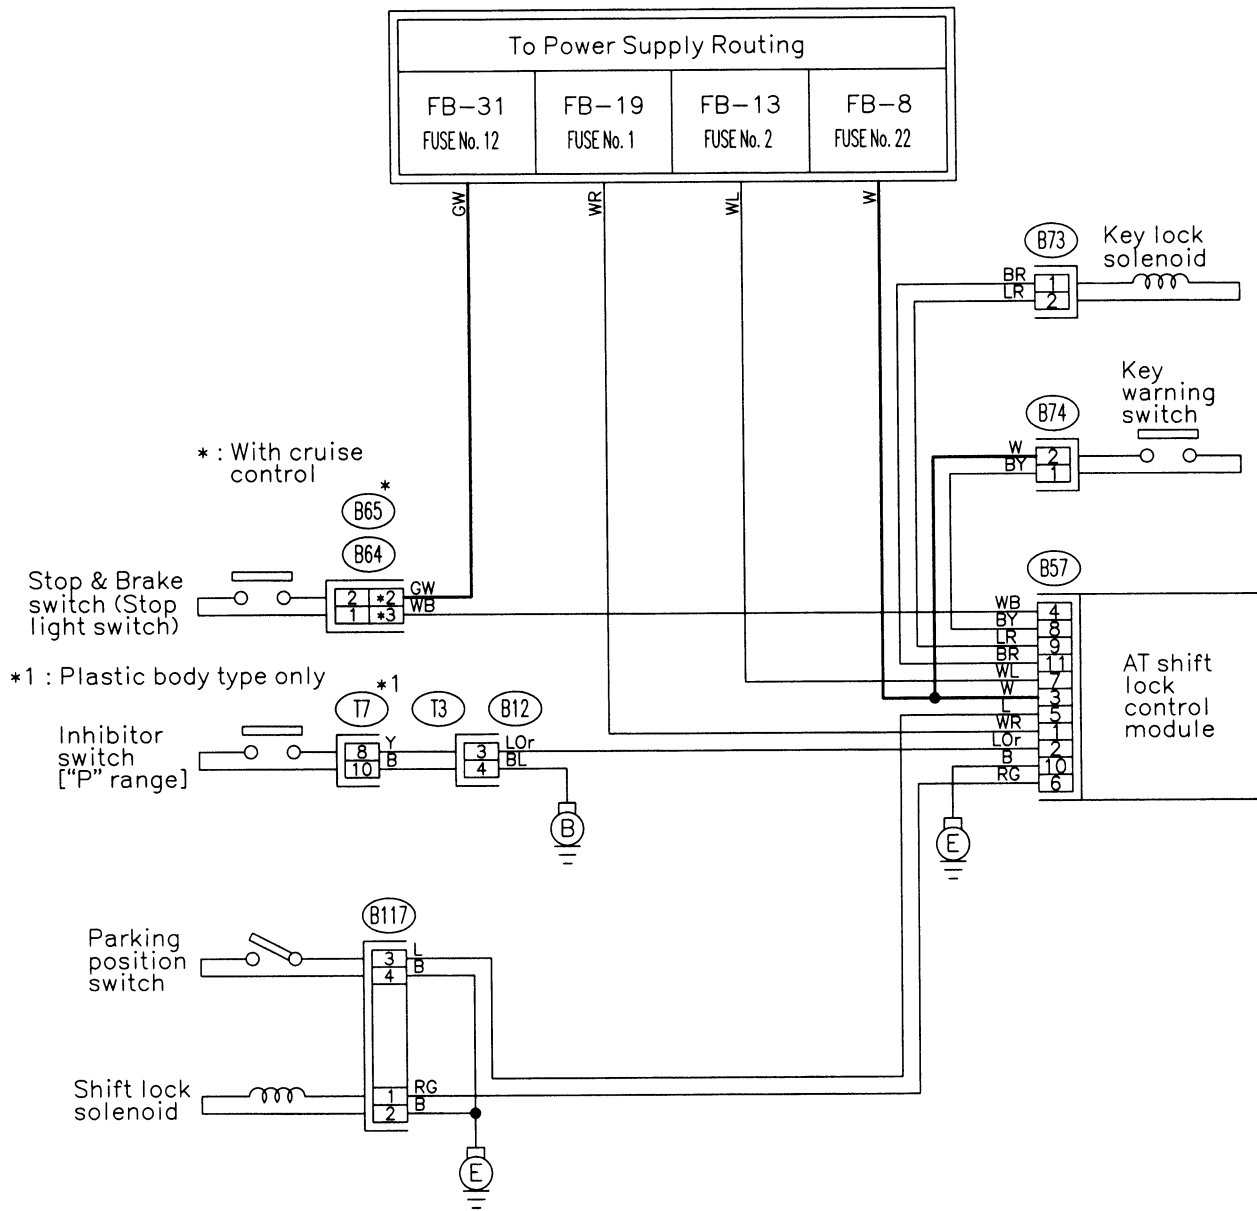 To Power Supply Routing
FB-31
FUSE No. 12
FB-19
FUSE No. 1
FB-13
FUSE No. 2
FB-8
FUSE No. 22
GW
WR
WL
W
B73
Key lock
solenoid
BR 1
LR 2
B74
Key
warning
switch
W 2
BY 1
* : With cruise
control
*
B65
B64
Stop & Brake
switch (Stop
light switch)
2 *2 GW
1 *3 WB
*1 : Plastic body type only
*1
T7
T3
B12
Inhibitor
switch
["P" range]
8 Y
10 B
3 LOr
4 BL
B
B57
WB 4
BY 8
LR 9
BR 11
WL 7
W 3
L 5
WR 1
LOr 2
B 10
RG 6
AT shift
lock
control
module
E
B117
Parking
position
switch
3 L
4 B
Shift lock
solenoid
1 RG
2 B
E